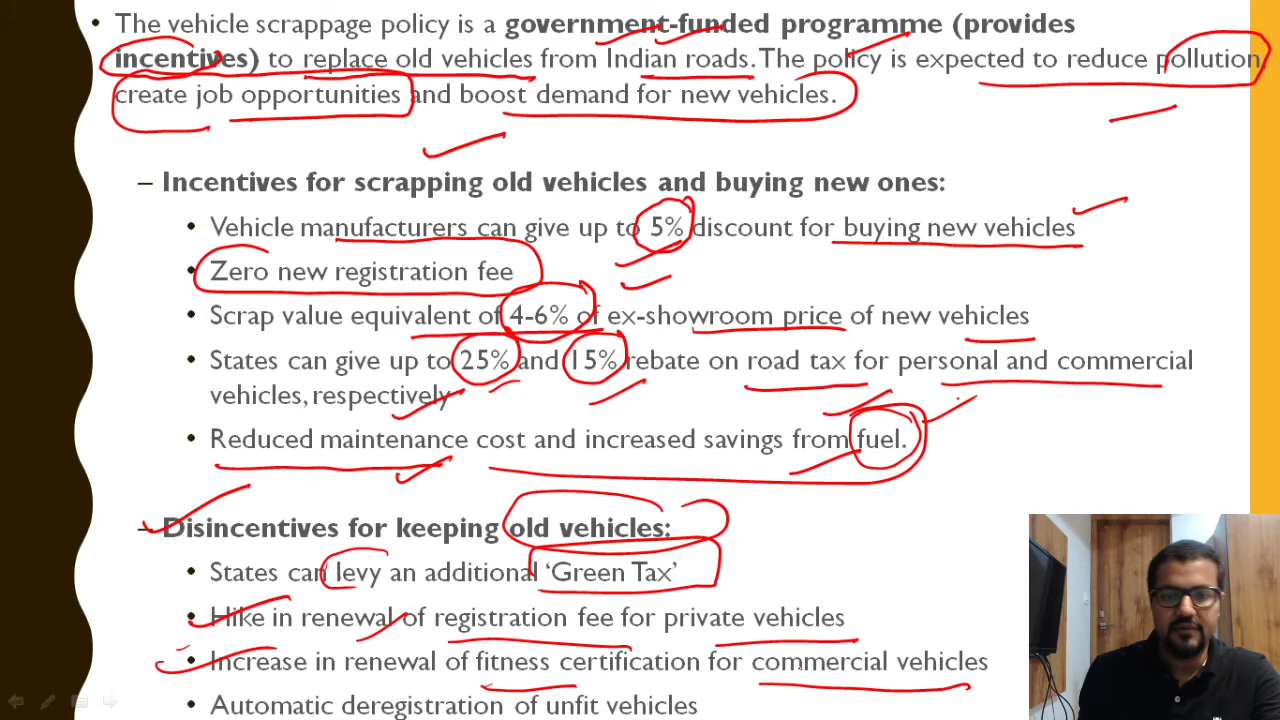 The vehicle scrappage policy is a government-funded programme (provides
incentives) to replace old vehicles from Indian roads. The policy is expected to reduce pollution,
create job opportunities and boost demand for new vehicles.
– Incentives for scrapping old vehicles and buying new ones:
• Vehicle manufacturers can give up to 5% discount for buying new vehicles
• Zero new registration fee
• Scrap value equivalent of 4-6% of ex-showroom price of new vehicles
• States can give up to 25% and 15% rebate on road tax for personal and commercial
vehicles, respectively
• Reduced maintenance cost and increased savings from fuel.
– Disincentives for keeping old vehicles:
• States can levy an additional ‘Green Tax’
• Hike in renewal of registration fee for private vehicles
• Increase in renewal of fitness certification for commercial vehicles
• Automatic deregistration of unfit vehicles